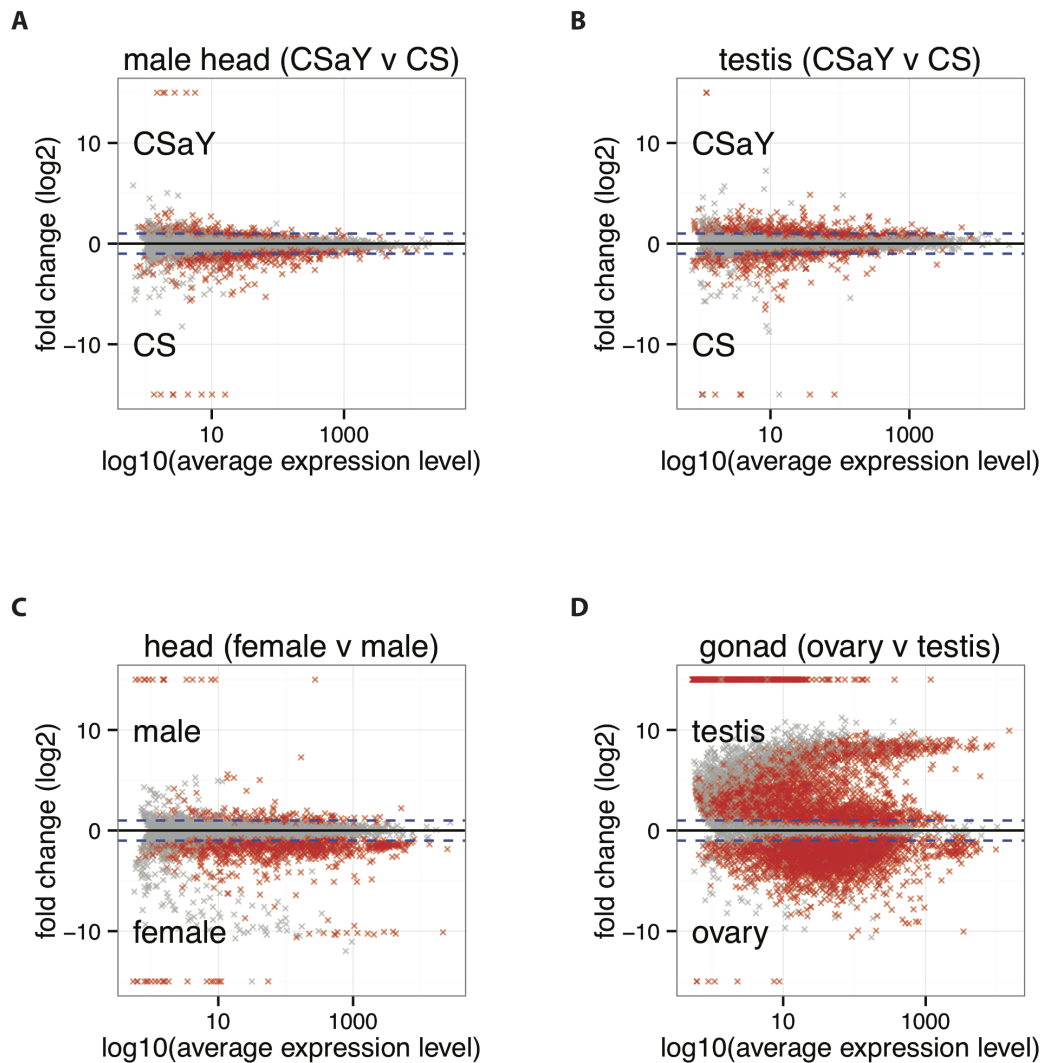 A
B
male head (CSaY v CS)
testis (CSaY v CS)
fold change (log2)
10
0
−10
CSaY
CS
10
1000
log10(average expression level)
fold change (log2)
10
0
−10
CSaY
CS
10
1000
log10(average expression level)
C
D
head (female v male)
gonad (ovary v testis)
fold change (log2)
10
0
−10
male
female
10
1000
log10(average expression level)
fold change (log2)
10
0
−10
testis
ovary
10
1000
log10(average expression level)